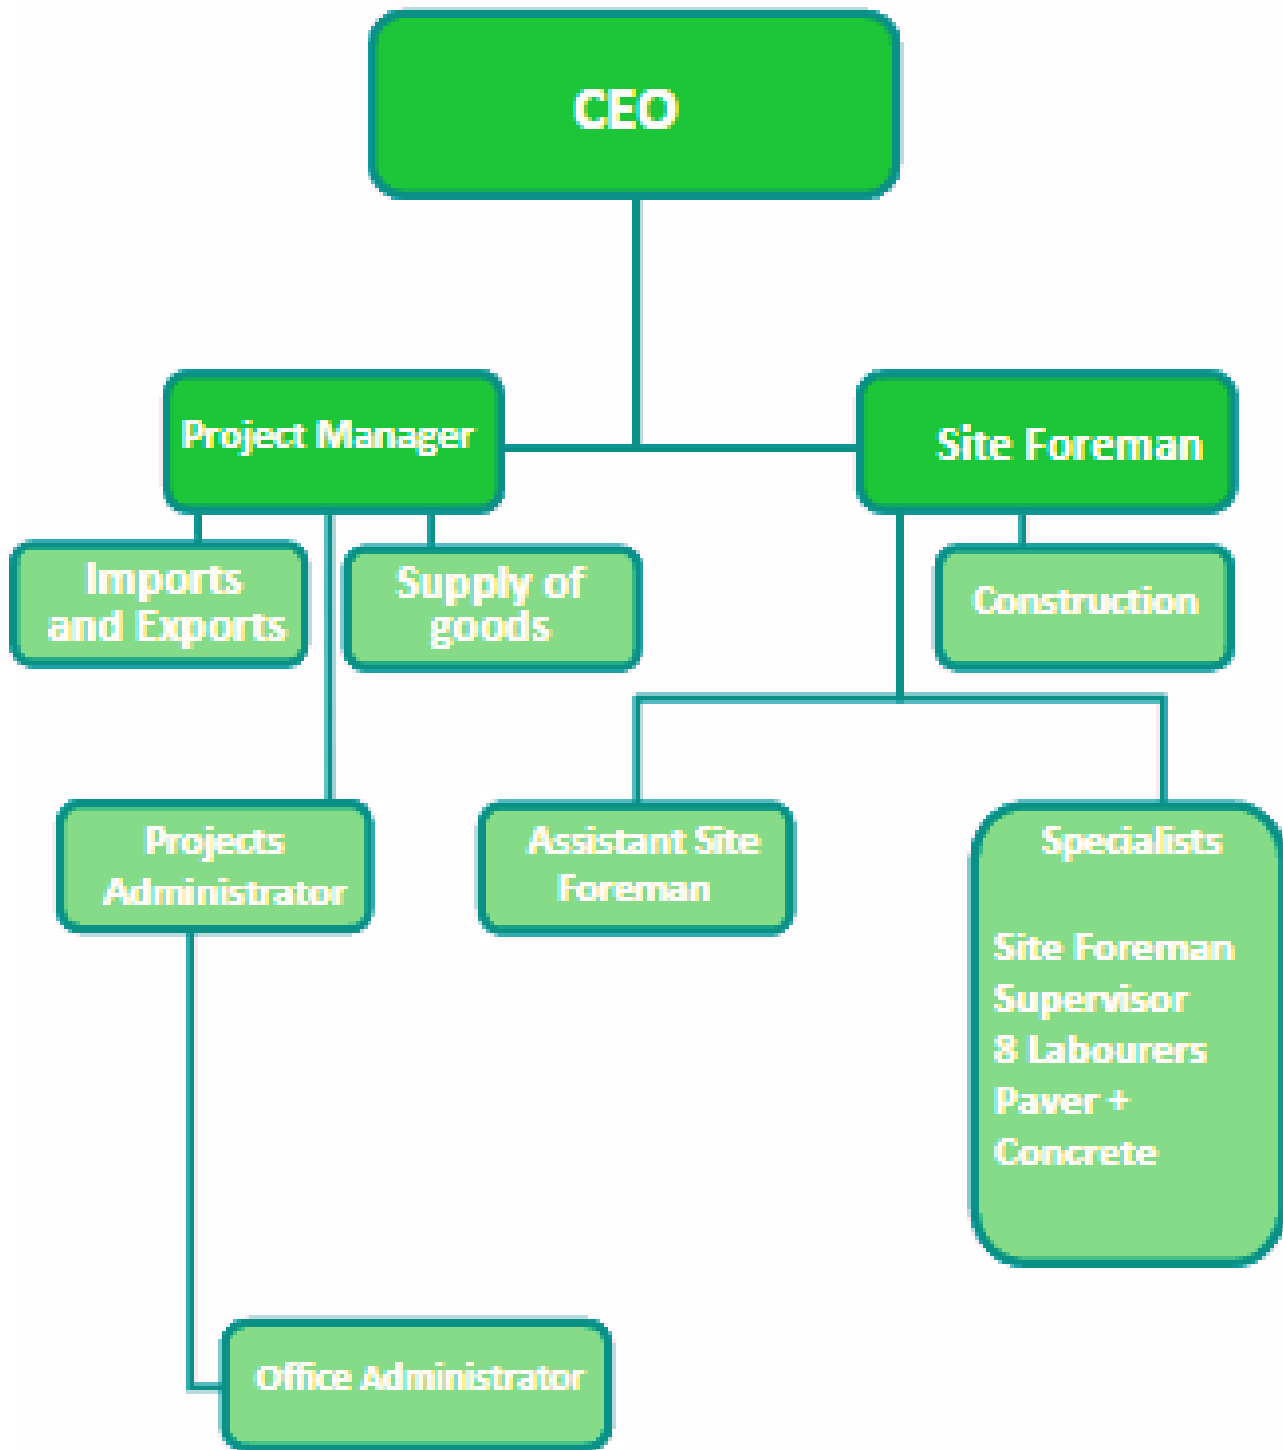 CEO
Project Manager
Site Foreman
Imports
and Exports
Supply of
goods
Construction
Projects
Administrator
Assistant Site
Foreman
Specialists
Site Foreman
Supervisor
8 Labourers
Paver +
Concrete
Office Administrator